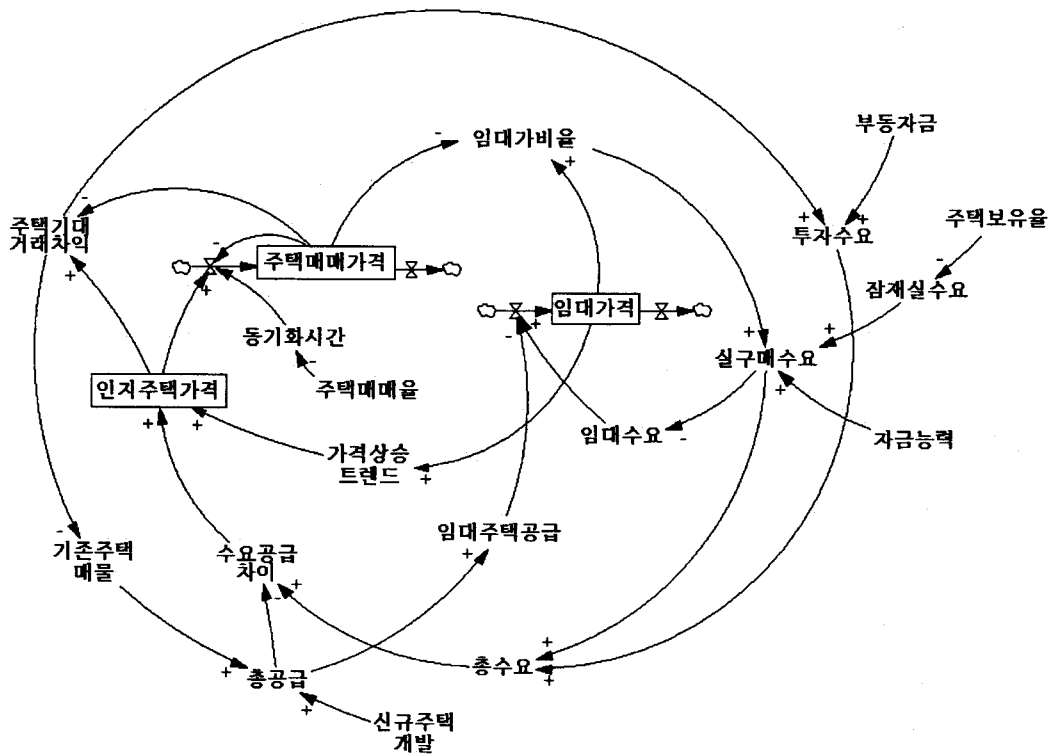 부동자금
임대가비율
주택기대
거래차익
투자수요
주택보유율
주택매매가격
잠재실수요
임대가격
동기화시간
실구매수요
인지주택가격
주택매매율
임대수요
자금능력
가격상승
트렌드
임대주택공급
기존주택
매물
수요공급
차이
총공급
총수요
신규주택
개발